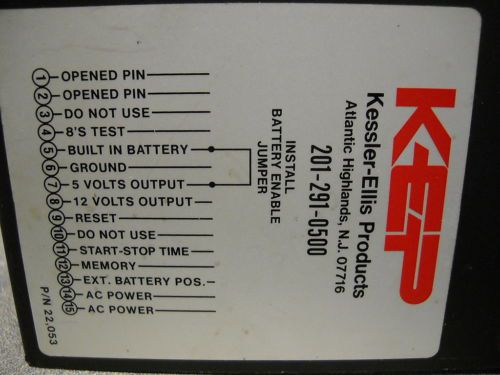 1 OPENED PIN
2 OPENED PIN
3 DO NOT USE
4 8'S TEST
5 BUILT IN BATTERY
6 GROUND
7 5 VOLTS OUTPUT
8 12 VOLTS OUTPUT
9 RESET
10 DO NOT USE
11 START-STOP TIME
12 MEMORY
13 EXT. BATTERY POS.
14 AC POWER
15 AC POWER
P/N 22,053
INSTALL
BATTERY ENABLE
JUMPER
KEP
Kessler-Ellis Products
Atlantic Highlands, N.J. 07716
201-291-0500